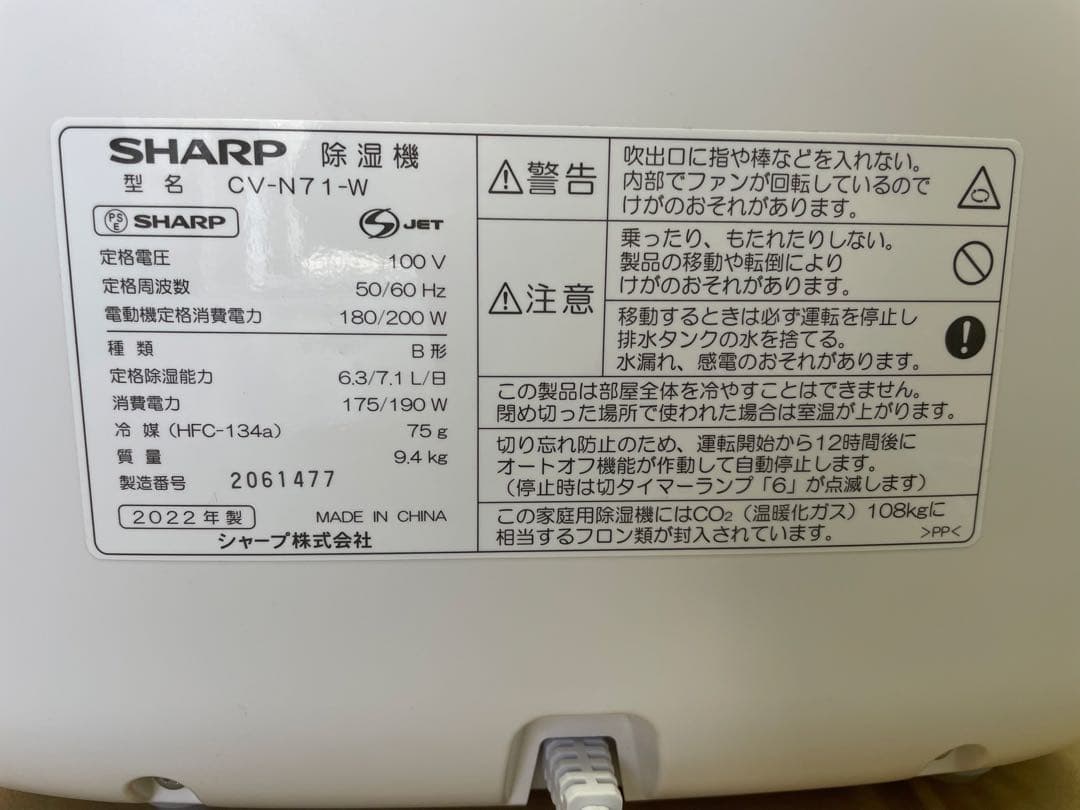 SHARP 除湿機
型名 CV-N71-W
PSE SHARP
S JET
定格電圧 100 V
定格周波数 50/60 Hz
電動機定格消費電力 180/200 W
種類 B形
定格除湿能力 6.3/7.1 L/日
消費電力 175/190 W
冷媒(HFC-134a) 75 g
質量 9.4 kg
製造番号 2061477
2022年製 MADE IN CHINA
シャープ株式会社
警告
吹出口に指や棒などを入れない。
内部でファンが回転しているので
けがのおそれがあります。
注意
乗ったり、もたれたりしない。
製品の移動や転倒により
けがのおそれがあります。
移動するときは必ず運転を停止し
排水タンクの水を捨てる。
水漏れ、感電のおそれがあります。
この製品は部屋全体を冷やすことはできません。
閉め切った場所で使われた場合は室温が上がります。
切り忘れ防止のため、運転開始から12時間後に
オートオフ機能が作動して自動停止します。
(停止時は切タイマーランプ「6」が点滅します)
この家庭用除湿機にはCO₂(温暖化ガス)108kgに
相当するフロン類が封入されています。
>PP<